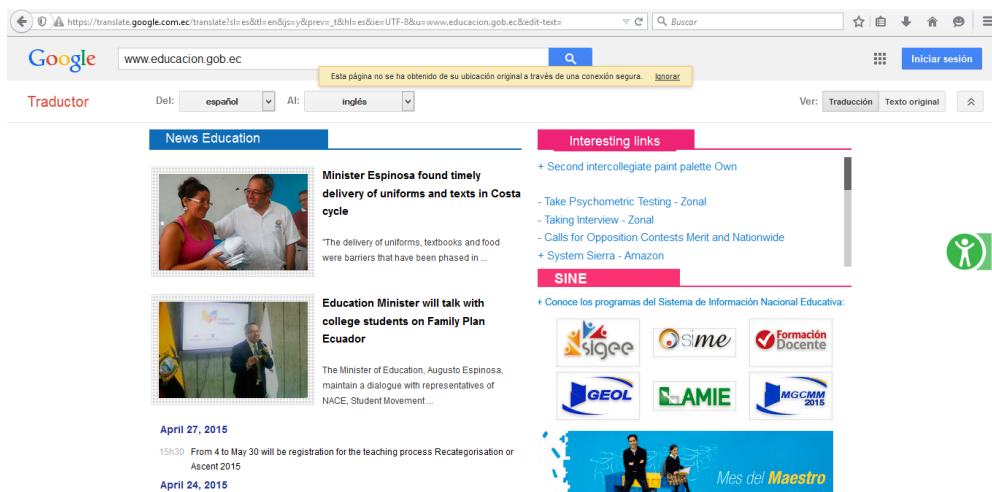 https://translate.google.com.ec/translate?sl=es&tl=en&js=y&prev=_t&hl=es&ie=UTF-8&u=www.educacion.gob.ec&edit-text=
Buscar
Google
www.educacion.gob.ec
Iniciar sesión
Esta página no se ha obtenido de su ubicación original a través de una conexión segura. Ignorar
Traductor
Del: español Al: inglés
Ver: Traducción Texto original
News Education
Minister Espinosa found timely
delivery of uniforms and texts in Costa
cycle
"The delivery of uniforms, textbooks and food
were barriers that have been phased in ...
Education Minister will talk with
college students on Family Plan
Ecuador
The Minister of Education, Augusto Espinosa,
maintain a dialogue with representatives of
NACE, Student Movement ...
April 27, 2015
15h30 From 4 to May 30 will be registration for the teaching process Recategorisation or
Ascent 2015
April 24, 2015
Interesting links
+ Second intercollegiate paint palette Own
- Take Psychometric Testing - Zonal
- Taking Interview - Zonal
- Calls for Opposition Contests Merit and Nationwide
+ System Sierra - Amazon
SINE
+ Conoce los programas del Sistema de Información Nacional Educativa:
sigee
sime
Formación
Docente
GEOL
AMIE
MGCMM
2015
Mes del Maestro